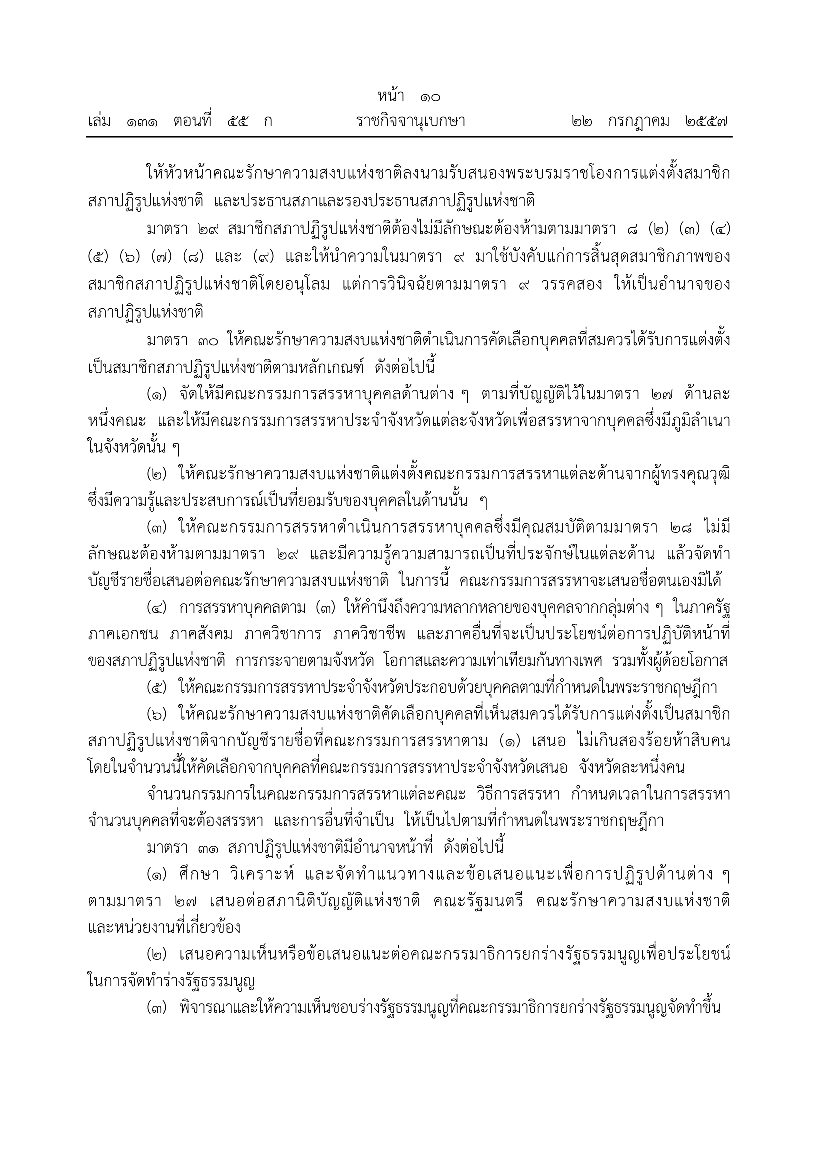 หน้า ๑๐
เล่ม ๑๓๑ ตอนที่ ๕๕ ก ราชกิจจานุเบกษา ๒๒ กรกฎาคม ๒๕๕๗
ให้หัวหน้าคณะรักษาความสงบแห่งชาติลงนามรับสนองพระบรมราชโองการแต่งตั้งสมาชิก
สภาปฏิรูปแห่งชาติ และประธานสภาและรองประธานสภาปฏิรูปแห่งชาติ
มาตรา ๒๙ สมาชิกสภาปฏิรูปแห่งชาติต้องไม่มีลักษณะต้องห้ามตามมาตรา ๘ (๒) (๓) (๔)
(๕) (๖) (๗) (๘) และ (๙) และให้นำความในมาตรา ๙ มาใช้บังคับแก่การสิ้นสุดสมาชิกภาพของ
สมาชิกสภาปฏิรูปแห่งชาติโดยอนุโลม แต่การวินิจฉัยตามมาตรา ๙ วรรคสอง ให้เป็นอำนาจของ
สภาปฏิรูปแห่งชาติ
มาตรา ๓๐ ให้คณะรักษาความสงบแห่งชาติดำเนินการคัดเลือกบุคคลที่สมควรได้รับการแต่งตั้ง
เป็นสมาชิกสภาปฏิรูปแห่งชาติตามหลักเกณฑ์ ดังต่อไปนี้
(๑) จัดให้มีคณะกรรมการสรรหาบุคคลด้านต่าง ๆ ตามที่บัญญัติไว้ในมาตรา ๒๗ ด้านละ
หนึ่งคณะ และให้มีคณะกรรมการสรรหาประจำจังหวัดแต่ละจังหวัดเพื่อสรรหาจากบุคคลซึ่งมีภูมิลำเนา
ในจังหวัดนั้น ๆ
(๒) ให้คณะรักษาความสงบแห่งชาติแต่งตั้งคณะกรรมการสรรหาแต่ละด้านจากผู้ทรงคุณวุฒิ
ซึ่งมีความรู้และประสบการณ์เป็นที่ยอมรับของบุคคลในด้านนั้น ๆ
(๓) ให้คณะกรรมการสรรหาดำเนินการสรรหาบุคคลซึ่งมีคุณสมบัติตามมาตรา ๒๘ ไม่มี
ลักษณะต้องห้ามตามมาตรา ๒๙ และมีความรู้ความสามารถเป็นที่ประจักษ์ในแต่ละด้าน แล้วจัดทำ
บัญชีรายชื่อเสนอต่อคณะรักษาความสงบแห่งชาติ ในการนี้ คณะกรรมการสรรหาจะเสนอชื่อตนเองมิได้
(๔) การสรรหาบุคคลตาม (๓) ให้คำนึงถึงความหลากหลายของบุคคลจากกลุ่มต่าง ๆ ในภาครัฐ
ภาคเอกชน ภาคสังคม ภาควิชาการ ภาควิชาชีพ และภาคอื่นที่จะเป็นประโยชน์ต่อการปฏิบัติหน้าที่
ของสภาปฏิรูปแห่งชาติ การกระจายตามจังหวัด โอกาสและความเท่าเทียมกันทางเพศ รวมทั้งผู้ด้อยโอกาส
(๕) ให้คณะกรรมการสรรหาประจำจังหวัดประกอบด้วยบุคคลตามที่กำหนดในพระราชกฤษฎีกา
(๖) ให้คณะรักษาความสงบแห่งชาติคัดเลือกบุคคลที่เห็นสมควรได้รับการแต่งตั้งเป็นสมาชิก
สภาปฏิรูปแห่งชาติจากบัญชีรายชื่อที่คณะกรรมการสรรหาตาม (๑) เสนอ ไม่เกินสองร้อยห้าสิบคน
โดยในจำนวนนี้ให้คัดเลือกจากบุคคลที่คณะกรรมการสรรหาประจำจังหวัดเสนอ จังหวัดละหนึ่งคน
จำนวนกรรมการในคณะกรรมการสรรหาแต่ละคณะ วิธีการสรรหา กำหนดเวลาในการสรรหา
จำนวนบุคคลที่จะต้องสรรหา และการอื่นที่จำเป็น ให้เป็นไปตามที่กำหนดในพระราชกฤษฎีกา
มาตรา ๓๑ สภาปฏิรูปแห่งชาติมีอำนาจหน้าที่ ดังต่อไปนี้
(๑) ศึกษา วิเคราะห์ และจัดทำแนวทางและข้อเสนอแนะเพื่อการปฏิรูปด้านต่าง ๆ
ตามมาตรา ๒๗ เสนอต่อสภานิติบัญญัติแห่งชาติ คณะรัฐมนตรี คณะรักษาความสงบแห่งชาติ
และหน่วยงานที่เกี่ยวข้อง
(๒) เสนอความเห็นหรือข้อเสนอแนะต่อคณะกรรมาธิการยกร่างรัฐธรรมนูญเพื่อประโยชน์
ในการจัดทำร่างรัฐธรรมนูญ
(๓) พิจารณาและให้ความเห็นชอบร่างรัฐธรรมนูญที่คณะกรรมาธิการยกร่างรัฐธรรมนูญจัดทำขึ้น